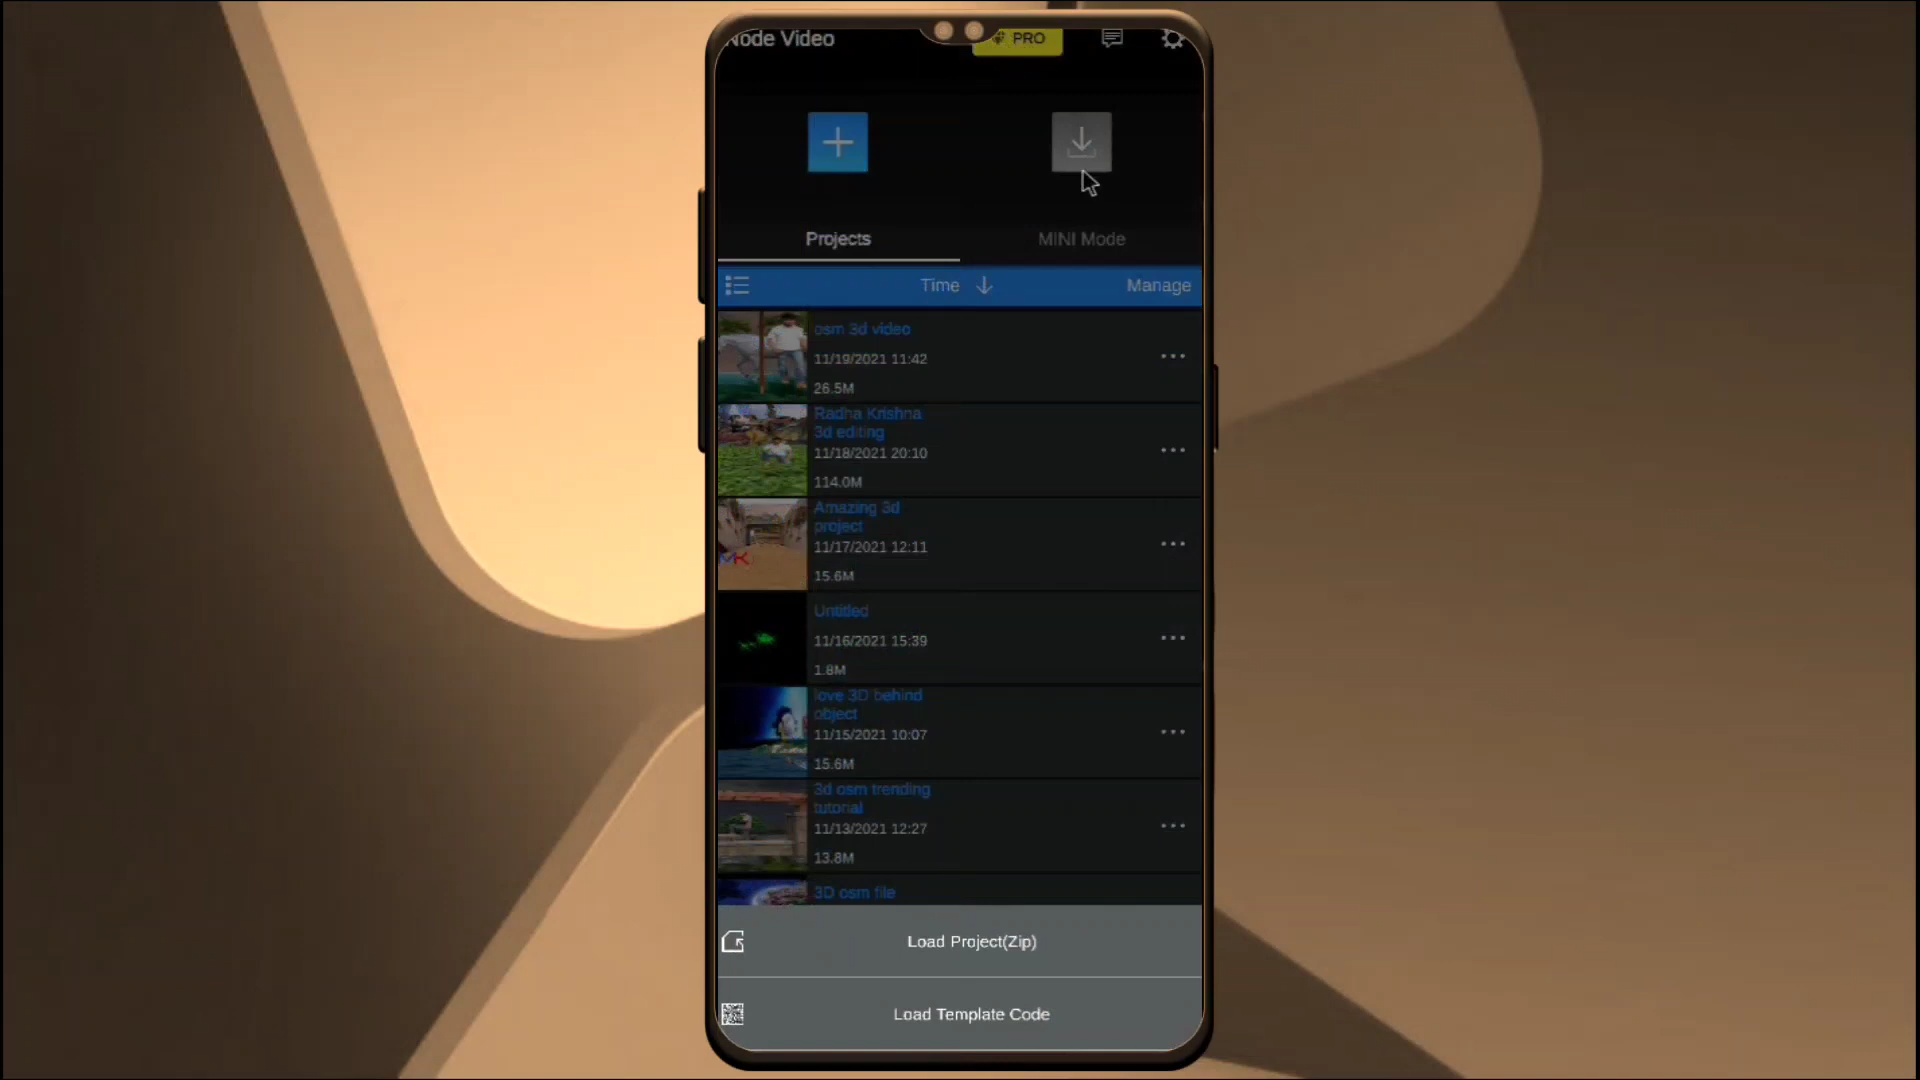 Node Video
PRO
Projects
MINI Mode
Time
Manage
osm 3d video
11/19/2021 11:42
26.5M
Radha Krishna
3d editing
11/18/2021 20:10
114.0M
Amazing 3d
project
11/17/2021 12:11
15.6M
MK
Untitled
11/16/2021 15:39
1.8M
love 3D behind
object
11/15/2021 10:07
15.6M
3d osm trending
tutorial
11/13/2021 12:27
13.8M
3D osm file
Load Project(Zip)
Load Template Code